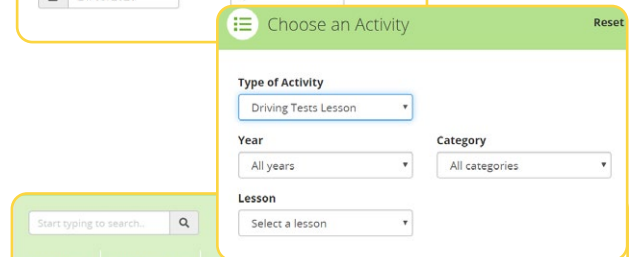 Choose an Activity Reset
Type of Activity
Driving Tests Lesson
Year Category
All years All categories
Lesson
Select a lesson
Start typing to search..